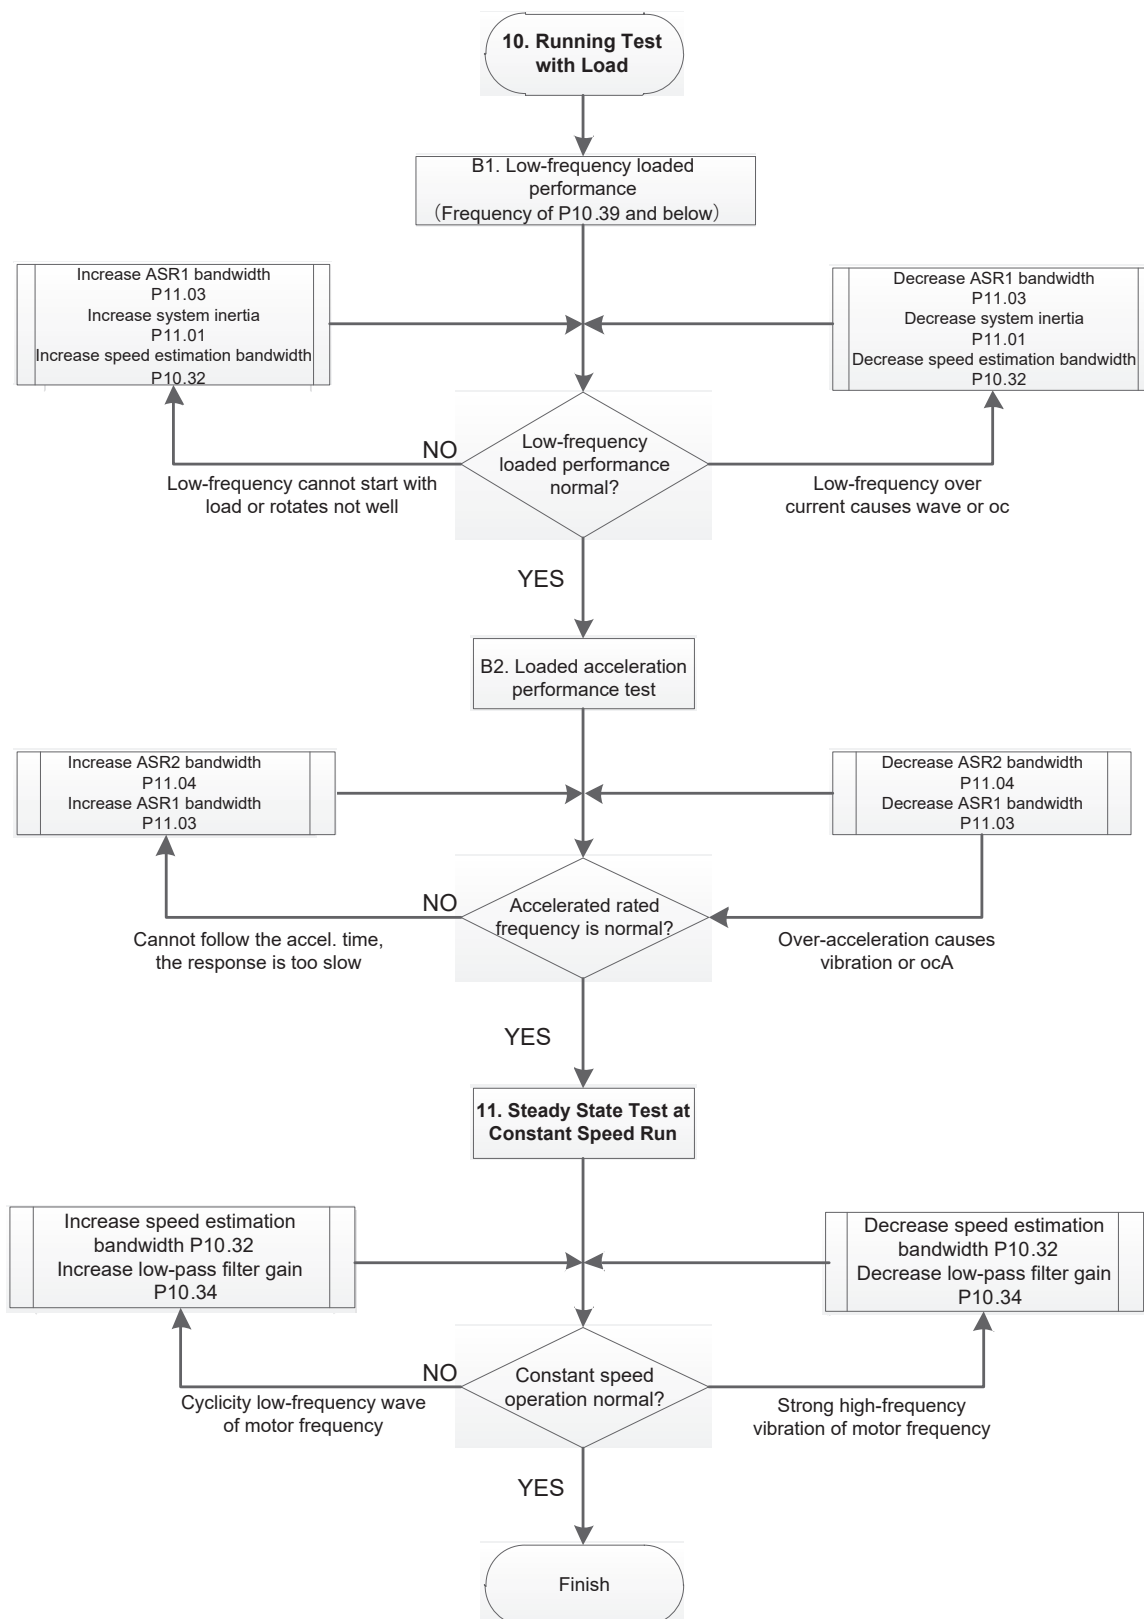 10. Running Test
with Load
B1. Low-frequency loaded
performance
（Frequency of P10.39 and below）
Increase ASR1 bandwidth
P11.03
Increase system inertia
P11.01
Increase speed estimation bandwidth
P10.32
Decrease ASR1 bandwidth
P11.03
Decrease system inertia
P11.01
Decrease speed estimation bandwidth
P10.32
NO
Low-frequency
loaded performance
normal?
Low-frequency cannot start with
load or rotates not well
Low-frequency over
current causes wave or oc
YES
B2. Loaded acceleration
performance test
Increase ASR2 bandwidth
P11.04
Increase ASR1 bandwidth
P11.03
Decrease ASR2 bandwidth
P11.04
Decrease ASR1 bandwidth
P11.03
NO
Accelerated rated
frequency is normal?
Cannot follow the accel. time,
the response is too slow
Over-acceleration causes
vibration or ocA
YES
11. Steady State Test at
Constant Speed Run
Increase speed estimation
bandwidth P10.32
Increase low-pass filter gain
P10.34
Decrease speed estimation
bandwidth P10.32
Decrease low-pass filter gain
P10.34
NO
Constant speed
operation normal?
Cyclicity low-frequency wave
of motor frequency
Strong high-frequency
vibration of motor frequency
YES
Finish